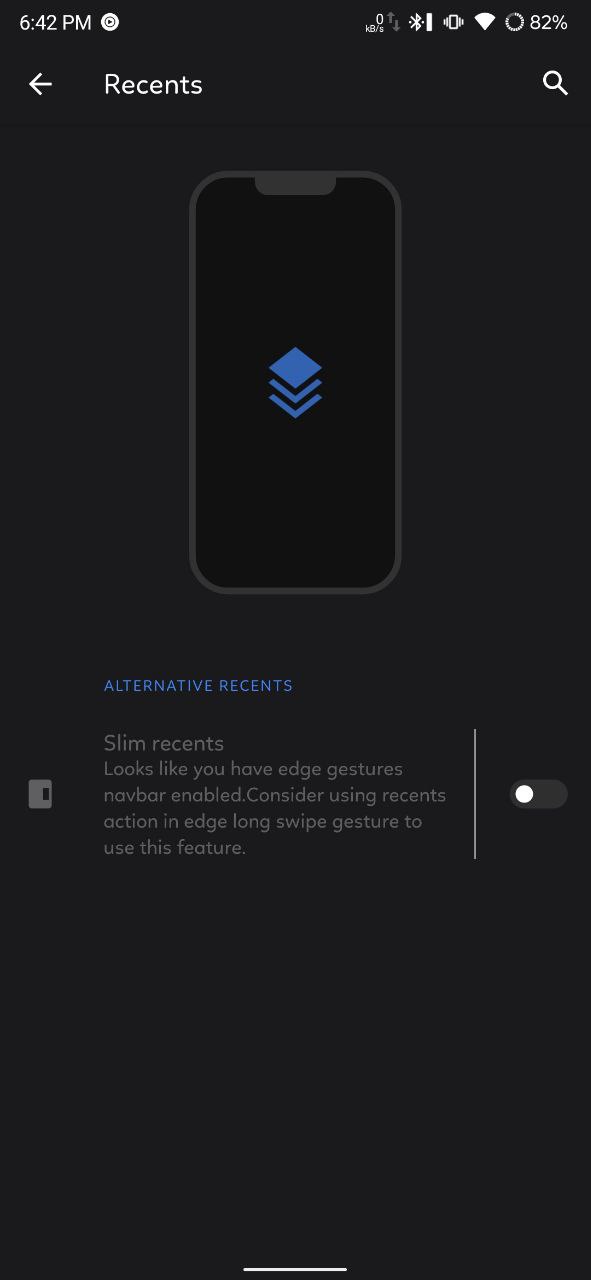 6:42 PM 0 kB/s 82%
Recents
ALTERNATIVE RECENTS
Slim recents
Looks like you have edge gestures
navbar enabled.Consider using recents
action in edge long swipe gesture to
use this feature.